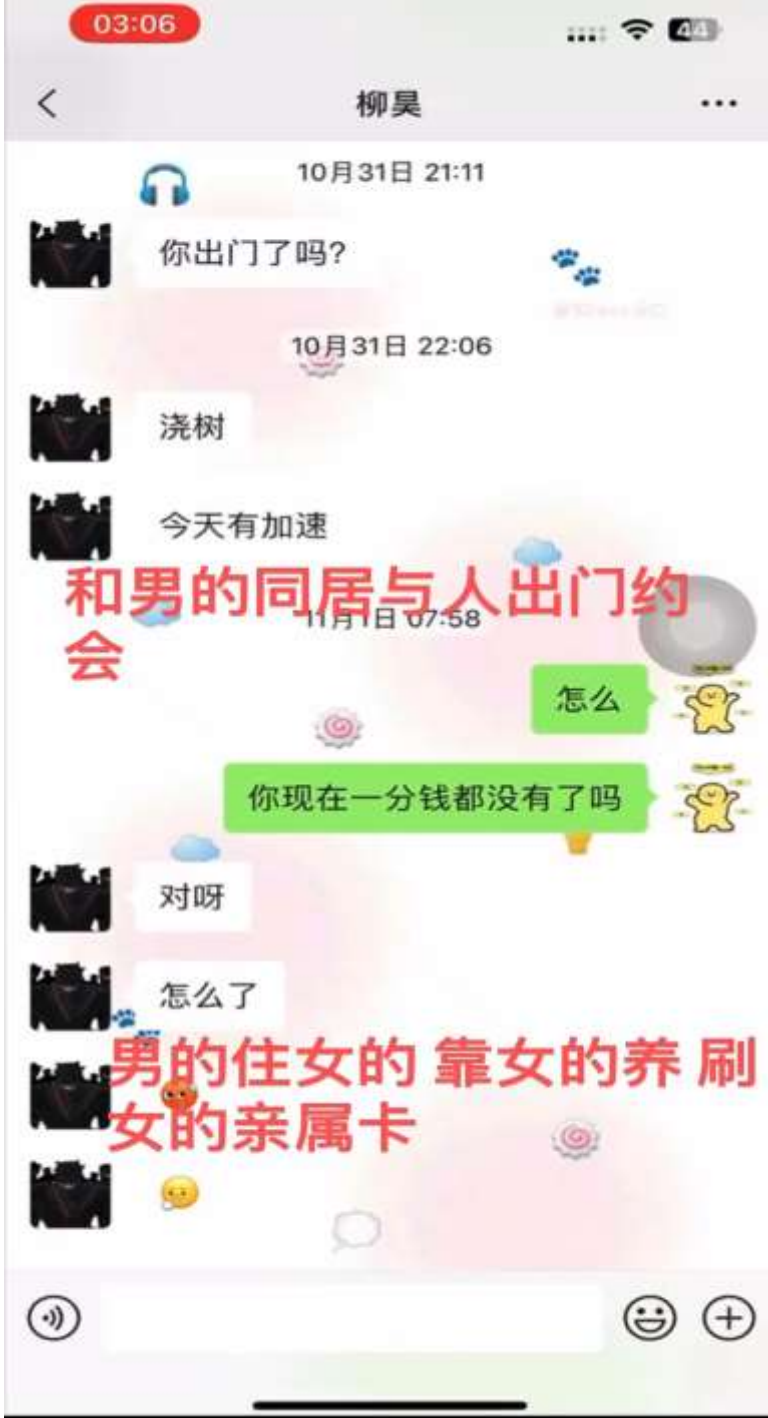 03:06
44
柳昊
10月31日 21:11
你出门了吗?
10月31日 22:06
浇树
今天有加速
和男的同居与人出门约
会
11月1日 07:58
怎么
你现在一分钱都没有了吗
对呀
怎么了
男的住女的 靠女的养 刷
女的亲属卡